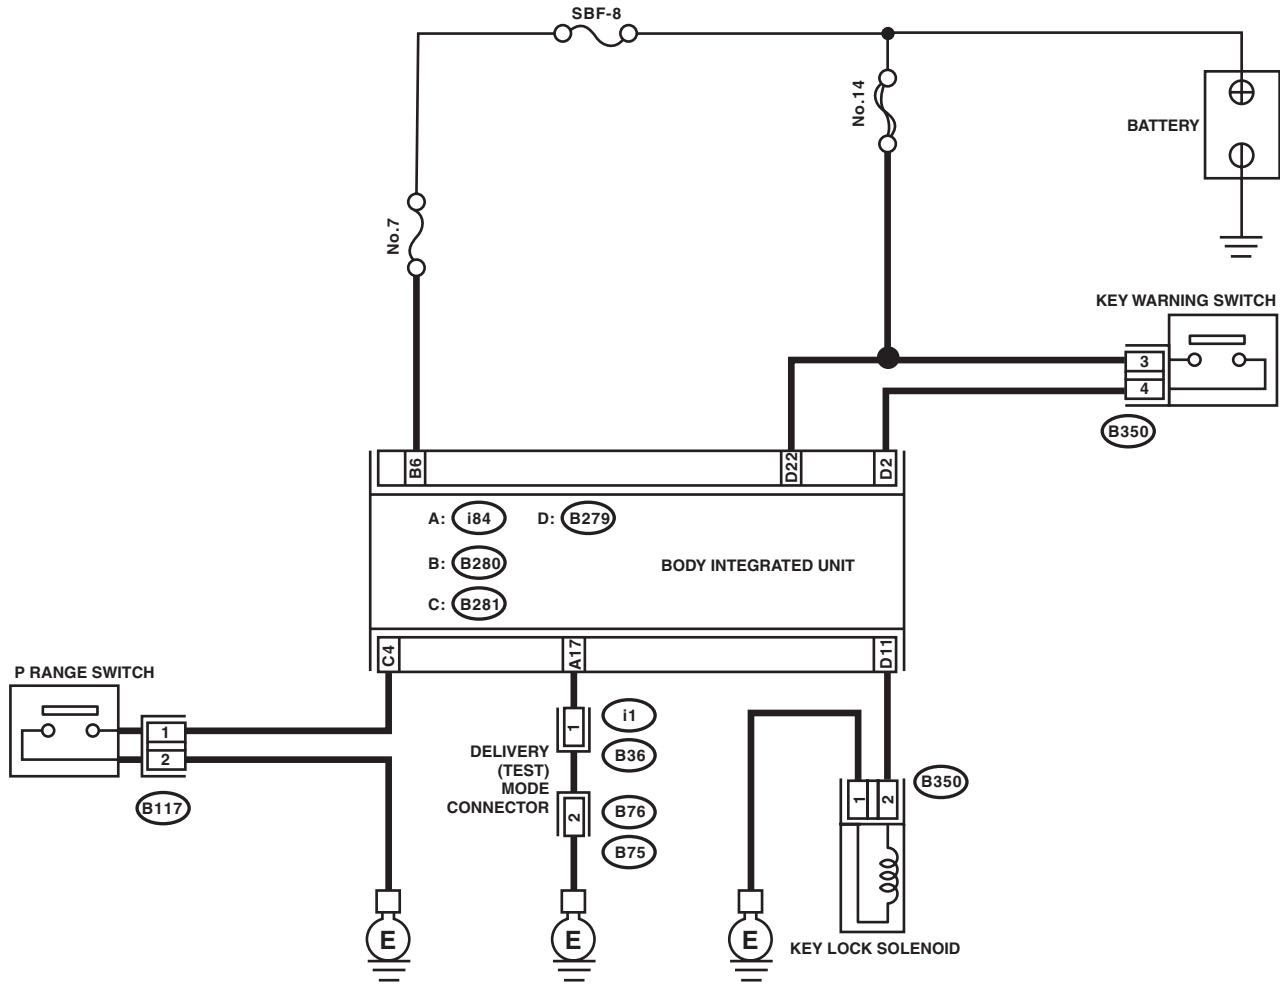 SBF-8
No.14
BATTERY
No.7
KEY WARNING SWITCH
3
4
B350
B6
D22
D2
A: i84
D: B279
B: B280
BODY INTEGRATED UNIT
C: B281
C4
A17
D11
P RANGE SWITCH
1
2
B117
1
i1
B36
DELIVERY
(TEST)
MODE
CONNECTOR
2
B76
B75
B350
1
2
E
E
E
KEY LOCK SOLENOID